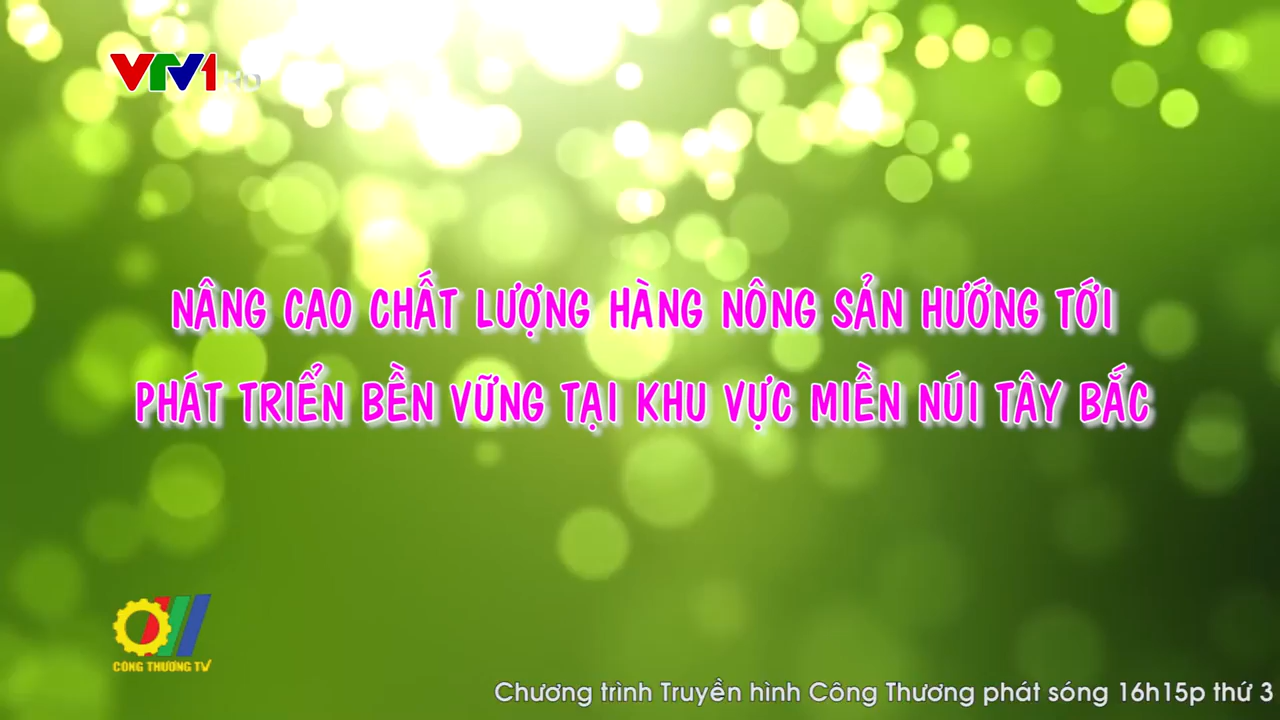 VTV1 HD
NÂNG CAO CHẤT LƯỢNG HÀNG NÔNG SẢN HƯỚNG TỚI
PHÁT TRIỂN BỀN VỮNG TẠI KHU VỰC MIỀN NÚI TÂY BẮC
CÔNG THƯƠNG TV
Chương trình Truyền hình Công Thương phát sóng 16h15p thứ 3